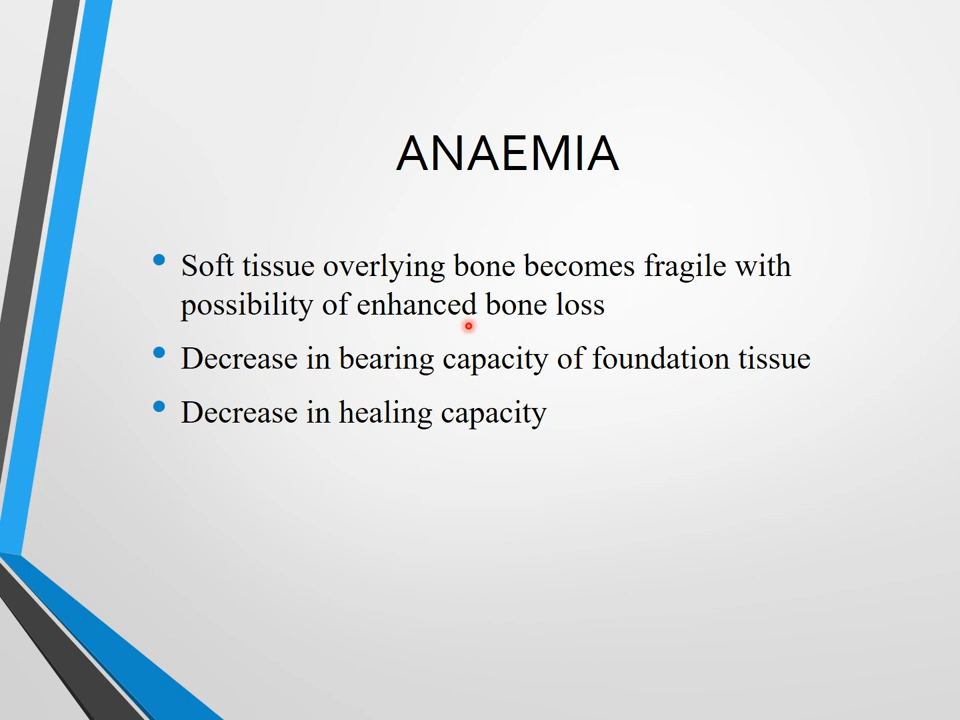 ANAEMIA
Soft tissue overlying bone becomes fragile with
possibility of enhanced bone loss
Decrease in bearing capacity of foundation tissue
Decrease in healing capacity